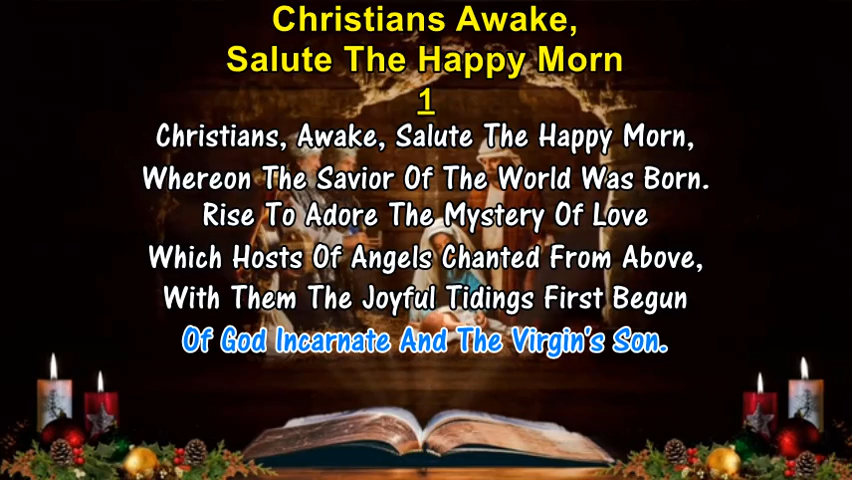 Christians Awake,
Salute The Happy Morn
1
Christians, Awake, Salute The Happy Morn,
Whereon The Savior Of The World Was Born.
Rise To Adore The Mystery Of Love
Which Hosts Of Angels Chanted From Above,
With Them The Joyful Tidings First Begun
Of God Incarnate And The Virgin's Son.